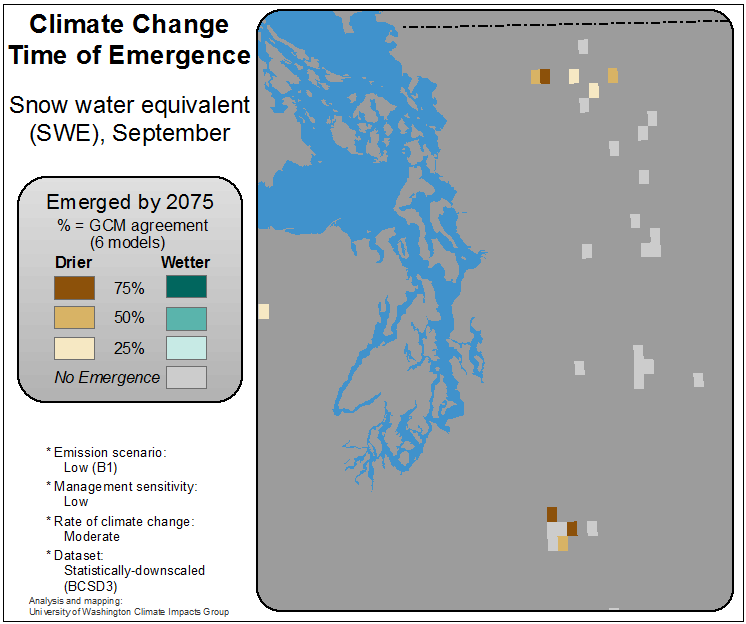 Climate Change
Time of Emergence
Snow water equivalent
(SWE), September
Emerged by 2075
% = GCM agreement
(6 models)
Drier Wetter
75%
50%
25%
No Emergence
* Emission scenario:
Low (B1)
* Management sensitivity:
Low
* Rate of climate change:
Moderate
* Dataset:
Statistically-downscaled
(BCSD3)
Analysis and mapping:
University of Washington Climate Impacts Group